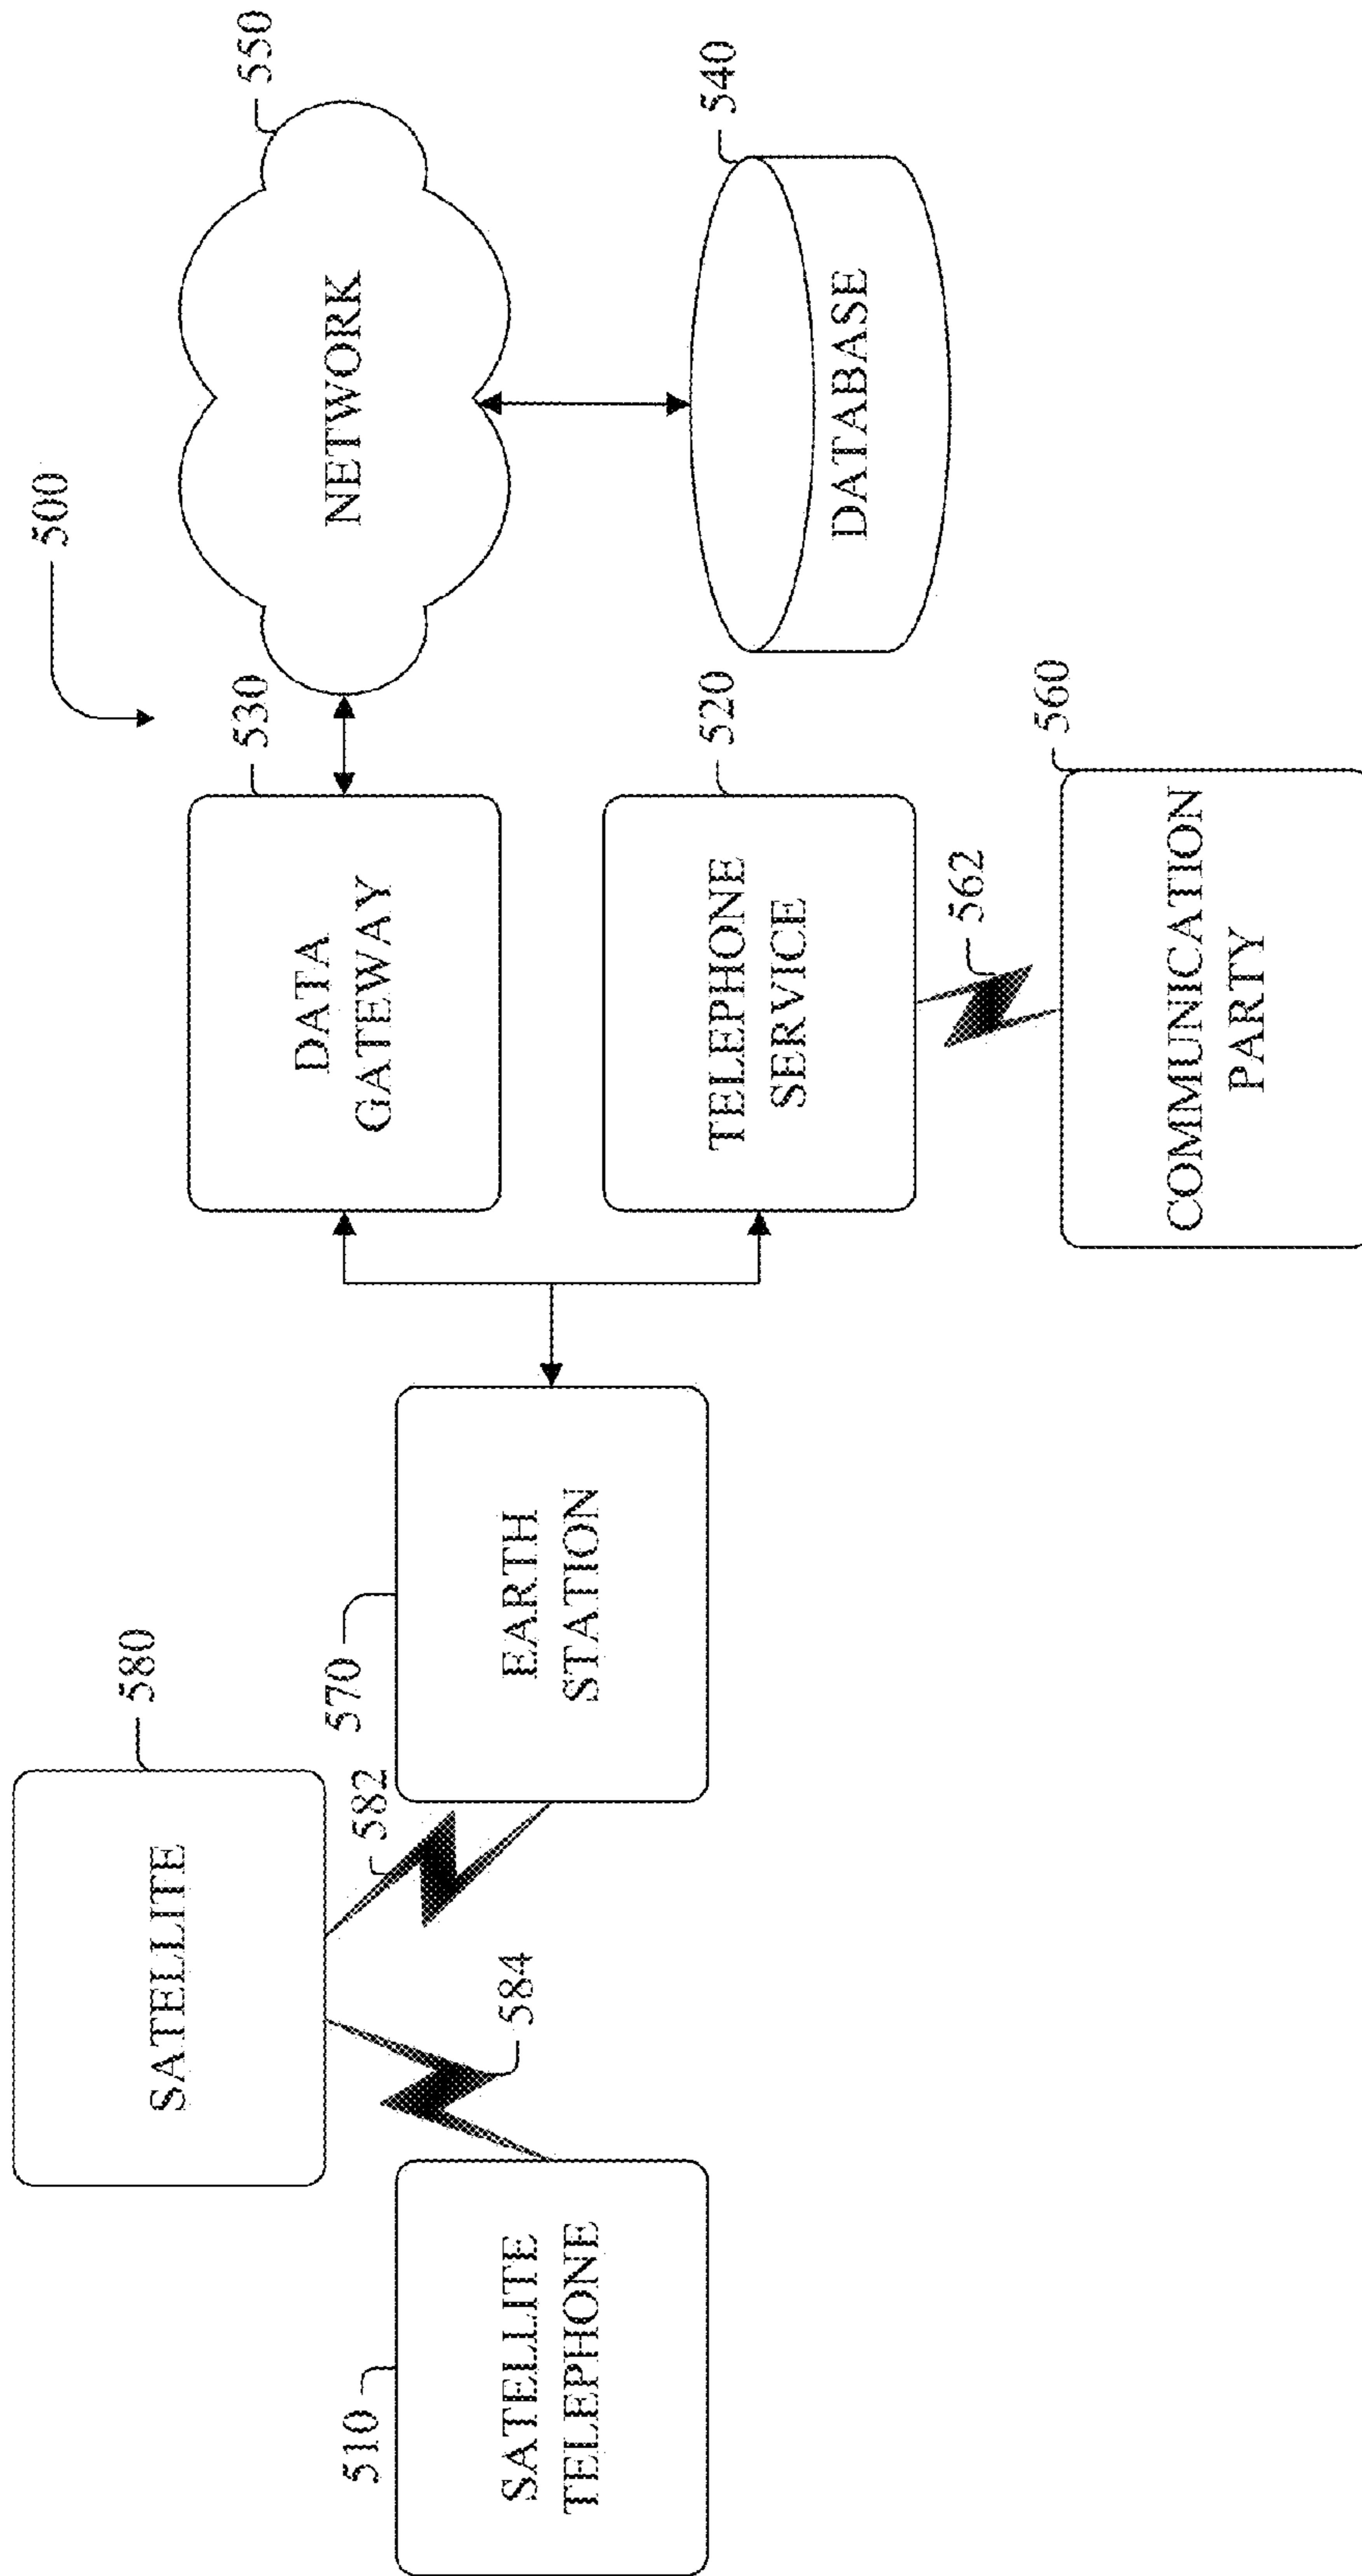 500
SATELLITE
580
582
584
510
SATELLITE
TELEPHONE
570
EARTH
STATION
530
DATA
GATEWAY
550
NETWORK
520
TELEPHONE
SERVICE
540
DATABASE
562
560
COMMUNICATION
PARTY